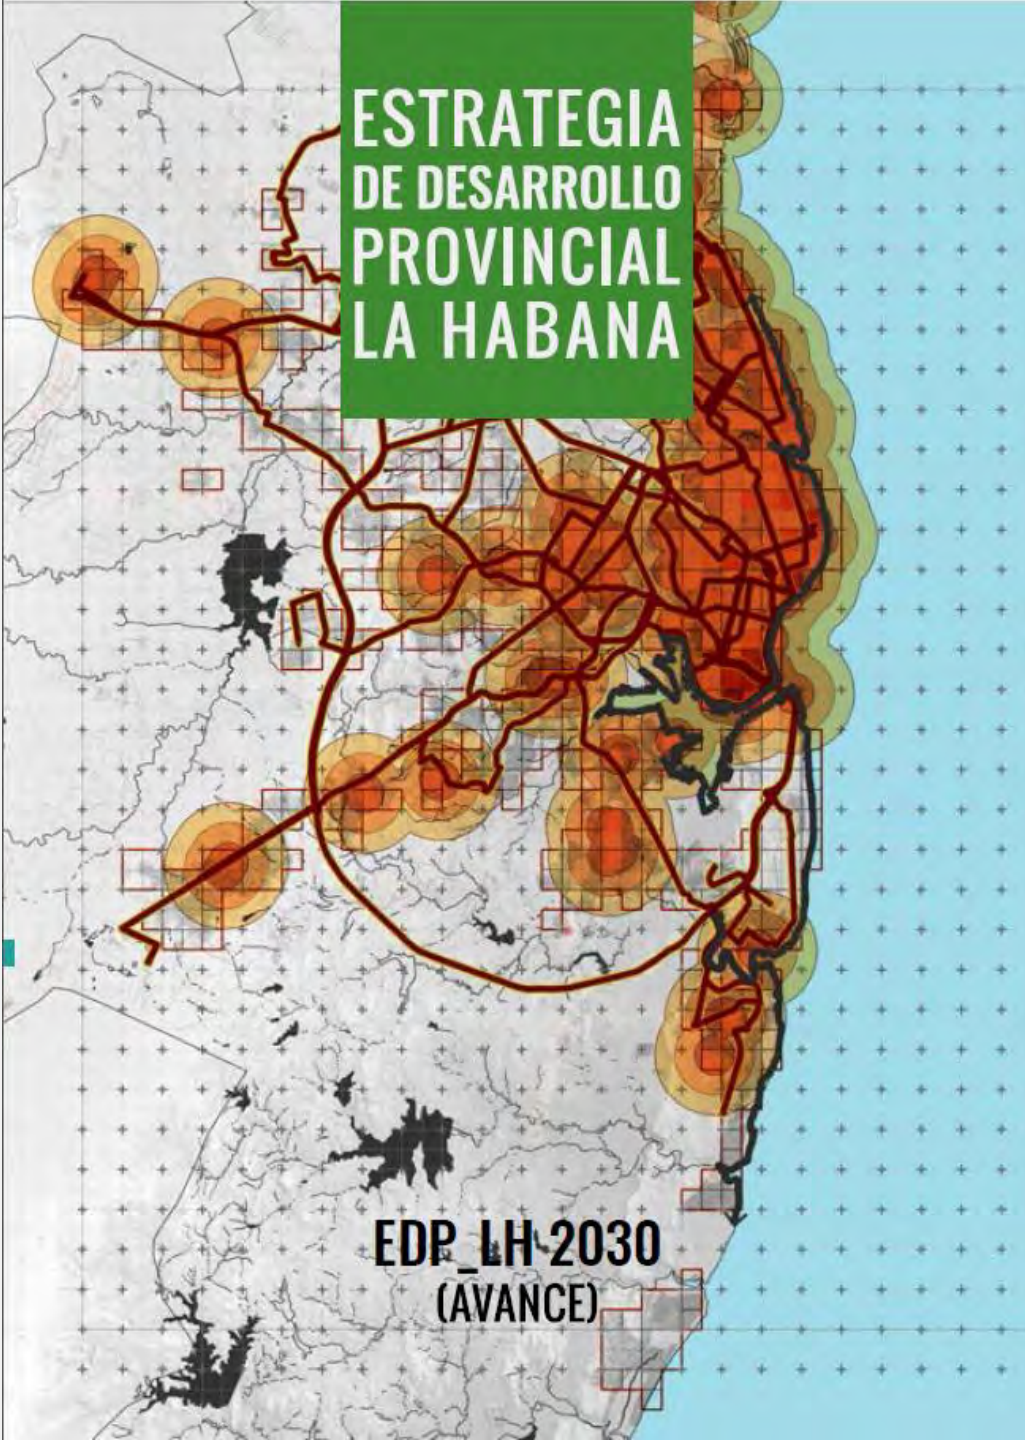 ESTRATEGIA
DE DESARROLLO
PROVINCIAL
LA HABANA
EDP_LH 2030
(AVANCE)